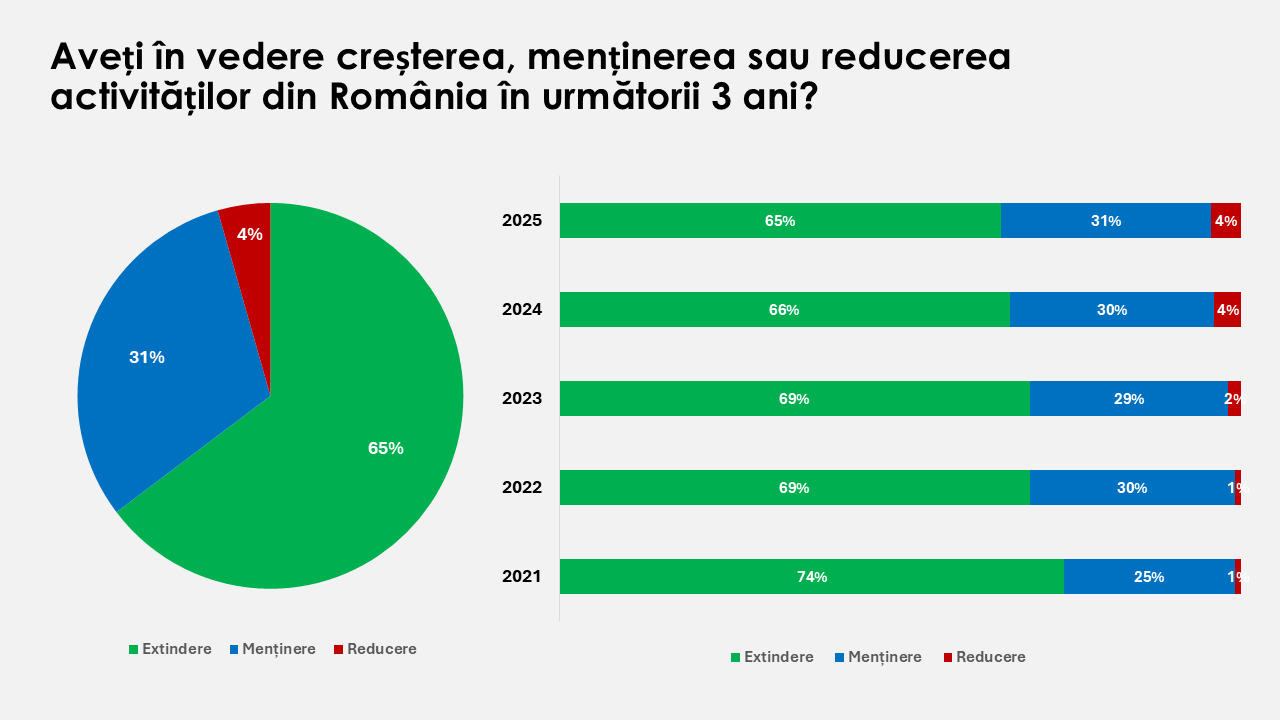 Aveți în vedere creșterea, menținerea sau reducerea
activităților din România în următorii 3 ani?
4%
31%
65%
Extindere Menținere Reducere
2025 65% 31% 4%
2024 66% 30% 4%
2023 69% 29% 2%
2022 69% 30% 1%
2021 74% 25% 1%
Extindere Menținere Reducere